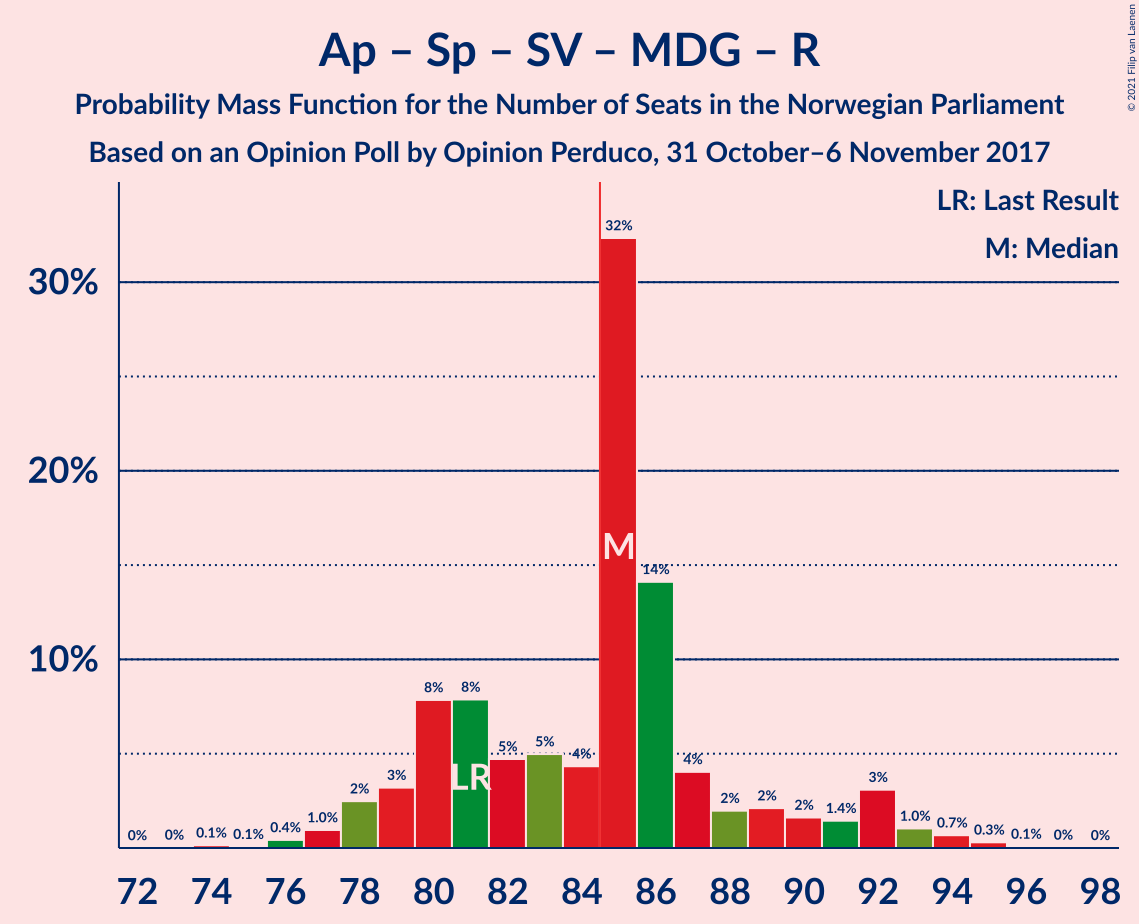 Ap – Sp – SV – MDG – R
Probability Mass Function for the Number of Seats in the Norwegian Parliament
Based on an Opinion Poll by Opinion Perduco, 31 October–6 November 2017
© 2021 Filip van Laenen
LR: Last Result
M: Median
30%
20%
10%
0% 0% 0.1% 0.1% 0.4% 1.0% 2% 3% 8% 8% 5% 5% 4% 32% 14% 4% 2% 2% 2% 1.4% 3% 1.0% 0.7% 0.3% 0.1% 0% 0%
M
LR
72 74 76 78 80 82 84 86 88 90 92 94 96 98